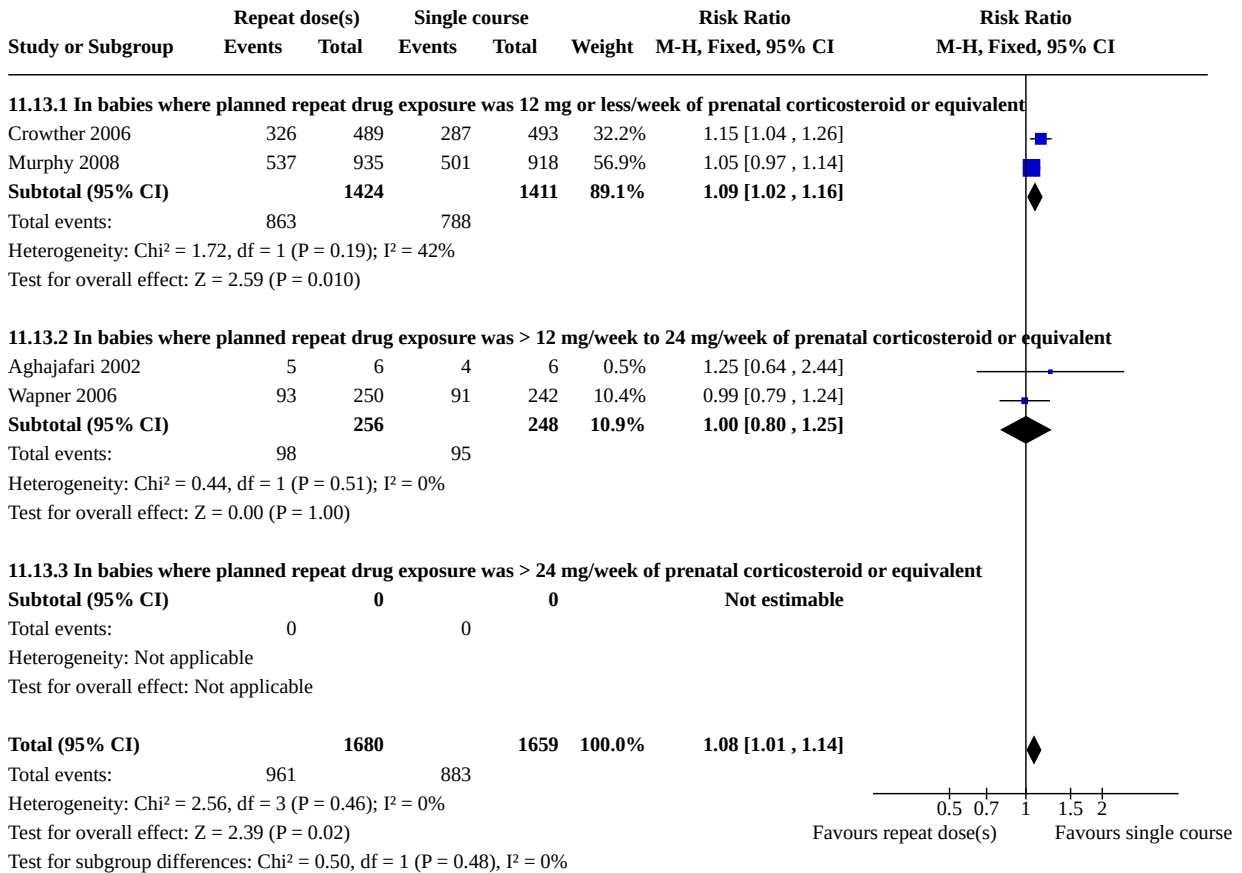 Repeat dose(s) Single course Risk Ratio Risk Ratio
Study or Subgroup Events Total Events Total Weight M-H, Fixed, 95% CI M-H, Fixed, 95% CI
11.13.1 In babies where planned repeat drug exposure was 12 mg or less/week of prenatal corticosteroid or equivalent
Crowther 2006 326 489 287 493 32.2% 1.15 [1.04 , 1.26]
Murphy 2008 537 935 501 918 56.9% 1.05 [0.97 , 1.14]
Subtotal (95% CI) 1424 1411 89.1% 1.09 [1.02 , 1.16]
Total events: 863 788
Heterogeneity: Chi² = 1.72, df = 1 (P = 0.19); I² = 42%
Test for overall effect: Z = 2.59 (P = 0.010)
11.13.2 In babies where planned repeat drug exposure was > 12 mg/week to 24 mg/week of prenatal corticosteroid or equivalent
Aghajafari 2002 5 6 4 6 0.5% 1.25 [0.64 , 2.44]
Wapner 2006 93 250 91 242 10.4% 0.99 [0.79 , 1.24]
Subtotal (95% CI) 256 248 10.9% 1.00 [0.80 , 1.25]
Total events: 98 95
Heterogeneity: Chi² = 0.44, df = 1 (P = 0.51); I² = 0%
Test for overall effect: Z = 0.00 (P = 1.00)
11.13.3 In babies where planned repeat drug exposure was > 24 mg/week of prenatal corticosteroid or equivalent
Subtotal (95% CI) 0 0 Not estimable
Total events: 0 0
Heterogeneity: Not applicable
Test for overall effect: Not applicable
Total (95% CI) 1680 1659 100.0% 1.08 [1.01 , 1.14]
Total events: 961 883
Heterogeneity: Chi² = 2.56, df = 3 (P = 0.46); I² = 0%
0.5 0.7 1 1.5 2
Test for overall effect: Z = 2.39 (P = 0.02) Favours repeat dose(s) Favours single course
Test for subgroup differences: Chi² = 0.50, df = 1 (P = 0.48), I² = 0%